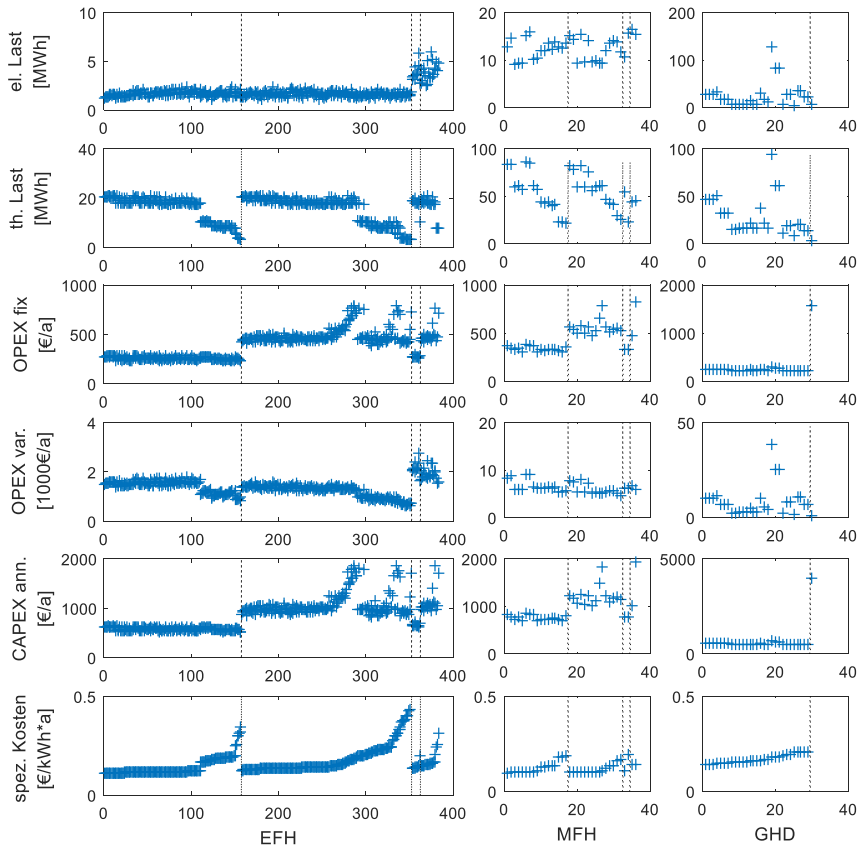 el. Last
[MWh]
10
5
0
0 100 200 300 400
20
10
0
0 20 40
200
100
0
0 20 40
th. Last
[MWh]
40
20
0
0 100 200 300 400
100
50
0
0 20 40
100
50
0
0 20 40
OPEX fix
[€/a]
1000
500
0
0 100 200 300 400
1000
500
0
0 20 40
2000
1000
0
0 20 40
OPEX var.
[1000€/a]
4
2
0
0 100 200 300 400
20
10
0
0 20 40
50
0
0 20 40
CAPEX ann.
[€/a]
2000
1000
0
0 100 200 300 400
2000
1000
0
0 20 40
5000
0
0 20 40
spez. Kosten
[€/kWh*a]
0.5
0
0 100 200 300 400
EFH
0.5
0
0 20 40
MFH
0.5
0
0 20 40
GHD